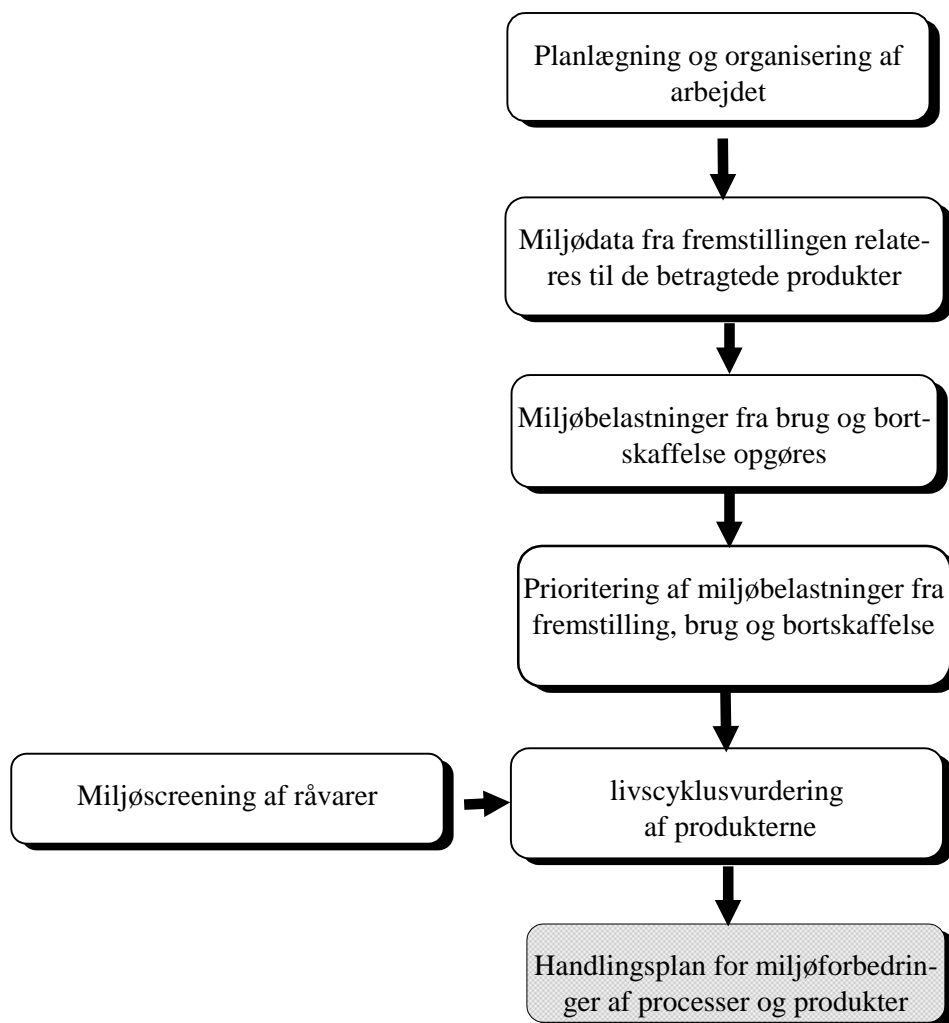 Planlægning og organisering af
arbejdet
Miljødata fra fremstillingen relate-
res til de betragtede produkter
Miljøbelastninger fra brug og bort-
skaffelse opgøres
Prioritering af miljøbelastninger fra
fremstilling, brug og bortskaffelse
Miljøscreening af råvarer
livscyklusvurdering
af produkterne
Handlingsplan for miljøforbedrin-
ger af processer og produkter